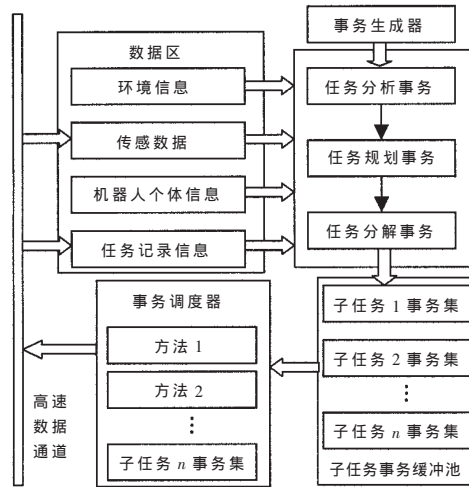 事务生成器
数据区
环境信息
传感数据
机器人个体信息
任务记录信息
任务分析事务
任务规划事务
任务分解事务
事务调度器
方法 1
方法 2
⋮
子任务 n 事务集
子任务 1 事务集
子任务 2 事务集
⋮
子任务 n 事务集
子任务事务缓冲池
高速
数据
通道